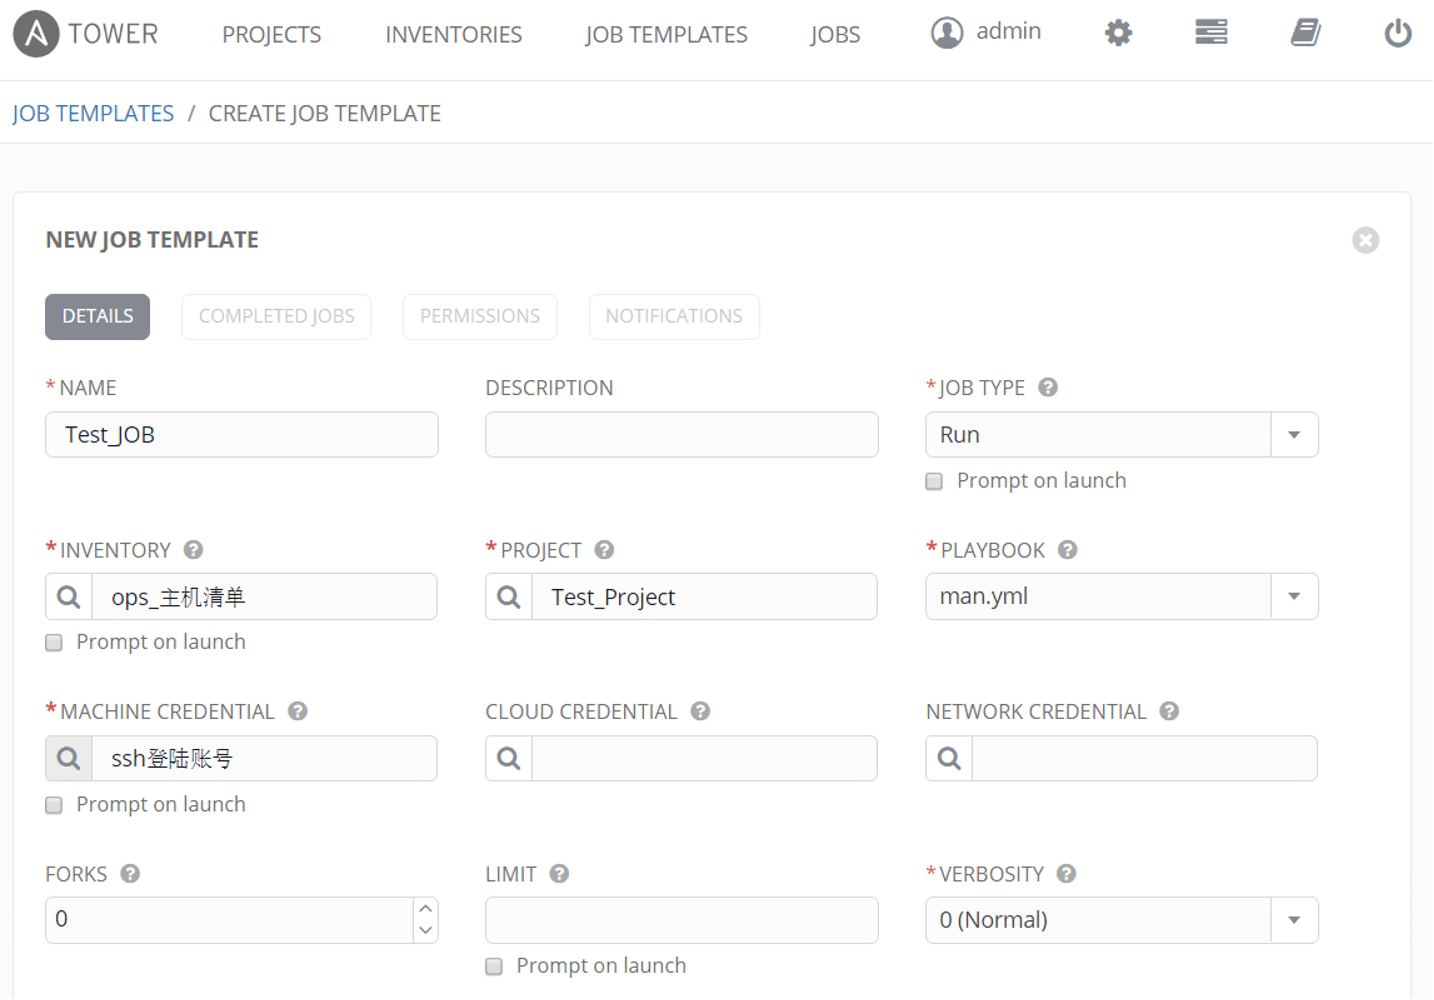 A TOWER PROJECTS INVENTORIES JOB TEMPLATES JOBS admin
JOB TEMPLATES / CREATE JOB TEMPLATE
NEW JOB TEMPLATE
DETAILS COMPLETED JOBS PERMISSIONS NOTIFICATIONS
* NAME DESCRIPTION * JOB TYPE ?
Test_JOB Run
Prompt on launch
* INVENTORY ? * PROJECT ? * PLAYBOOK ?
ops_主机清单 Test_Project man.yml
Prompt on launch
* MACHINE CREDENTIAL ? CLOUD CREDENTIAL ? NETWORK CREDENTIAL ?
ssh登陆账号
Prompt on launch
FORKS ? LIMIT ? * VERBOSITY ?
0 0 (Normal)
Prompt on launch